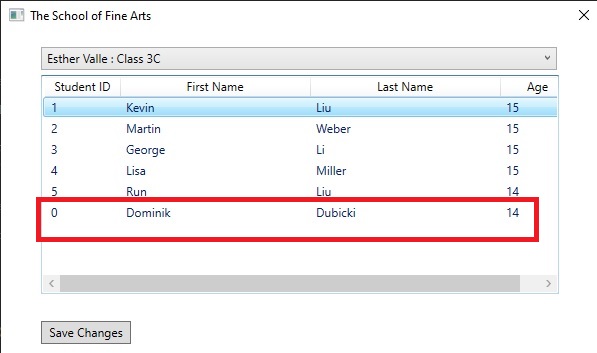 The School of Fine Arts
Esther Valle : Class 3C
Student ID First Name Last Name Age
1 Kevin Liu 15
2 Martin Weber 15
3 George Li 15
4 Lisa Miller 15
5 Run Liu 14
0 Dominik Dubicki 14
Save Changes